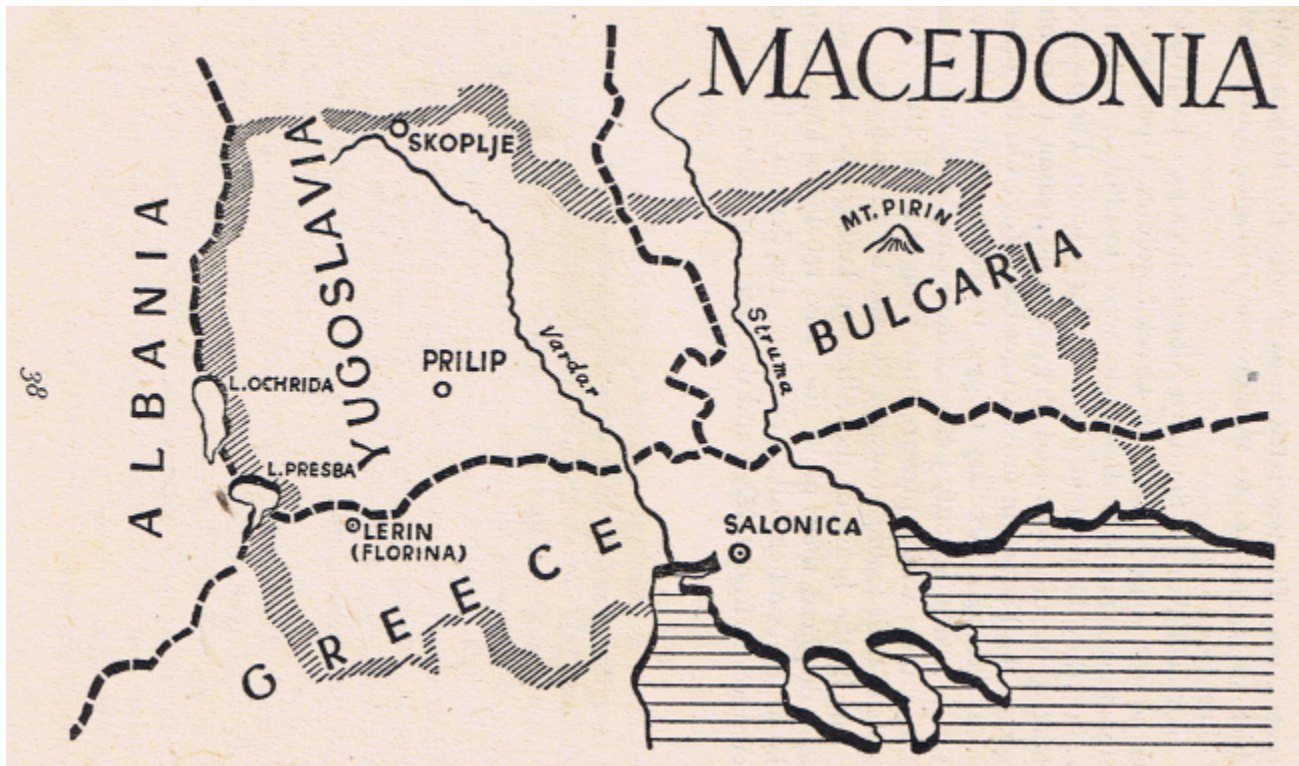 MACEDONIA
SKOPLJE
YUGOSLAVIA
ALBANIA
MT. PIRIN
BULGARIA
Struma
Vardar
PRILIP
L. OCHRIDA
L. PRESBA
LERIN
(FLORINA)
GREECE
SALONICA
38